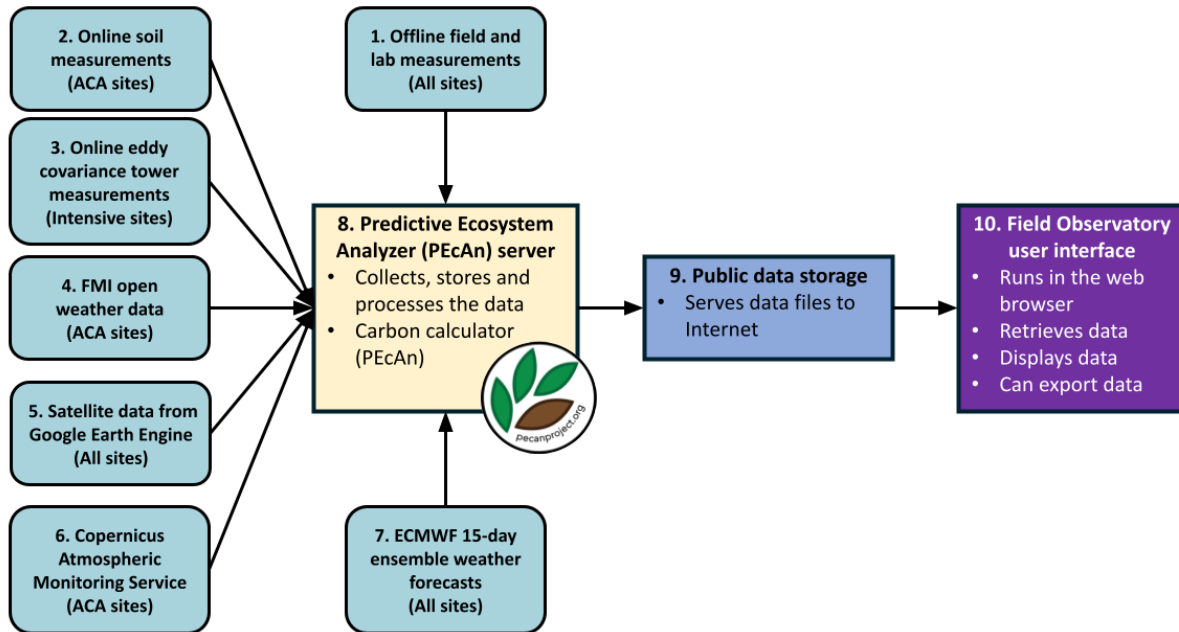 2. Online soil
measurements
(ACA sites)
1. Offline field and
lab measurements
(All sites)
3. Online eddy
covariance tower
measurements
(Intensive sites)
4. FMI open
weather data
(ACA sites)
5. Satellite data from
Google Earth Engine
(All sites)
6. Copernicus
Atmospheric
Monitoring Service
(ACA sites)
7. ECMWF 15-day
ensemble weather
forecasts
(All sites)
8. Predictive Ecosystem
Analyzer (PEcAn) server
• Collects, stores and
processes the data
• Carbon calculator
(PEcAn)
pecanproject.org
9. Public data storage
• Serves data files to
Internet
10. Field Observatory
user interface
• Runs in the web
browser
• Retrieves data
• Displays data
• Can export data